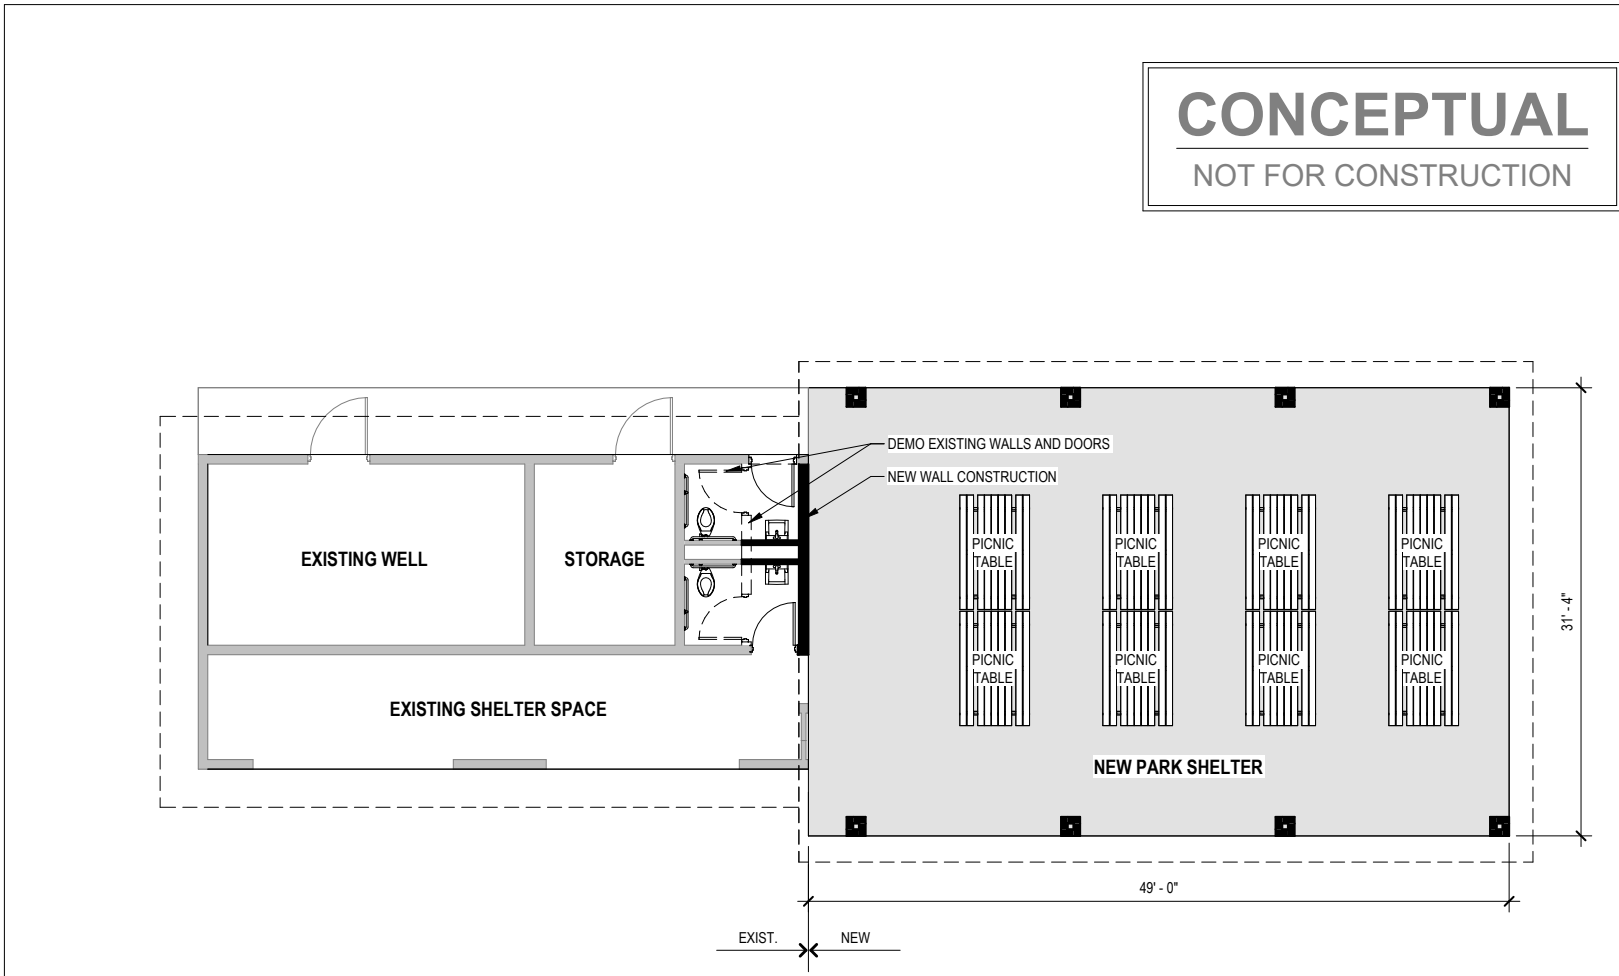 CONCEPTUAL
NOT FOR CONSTRUCTION
DEMO EXISTING WALLS AND DOORS
NEW WALL CONSTRUCTION
EXISTING WELL
STORAGE
EXISTING SHELTER SPACE
PICNIC
TABLE
PICNIC
TABLE
PICNIC
TABLE
PICNIC
TABLE
PICNIC
TABLE
PICNIC
TABLE
PICNIC
TABLE
PICNIC
TABLE
NEW PARK SHELTER
31' - 4"
49' - 0"
EXIST.
NEW